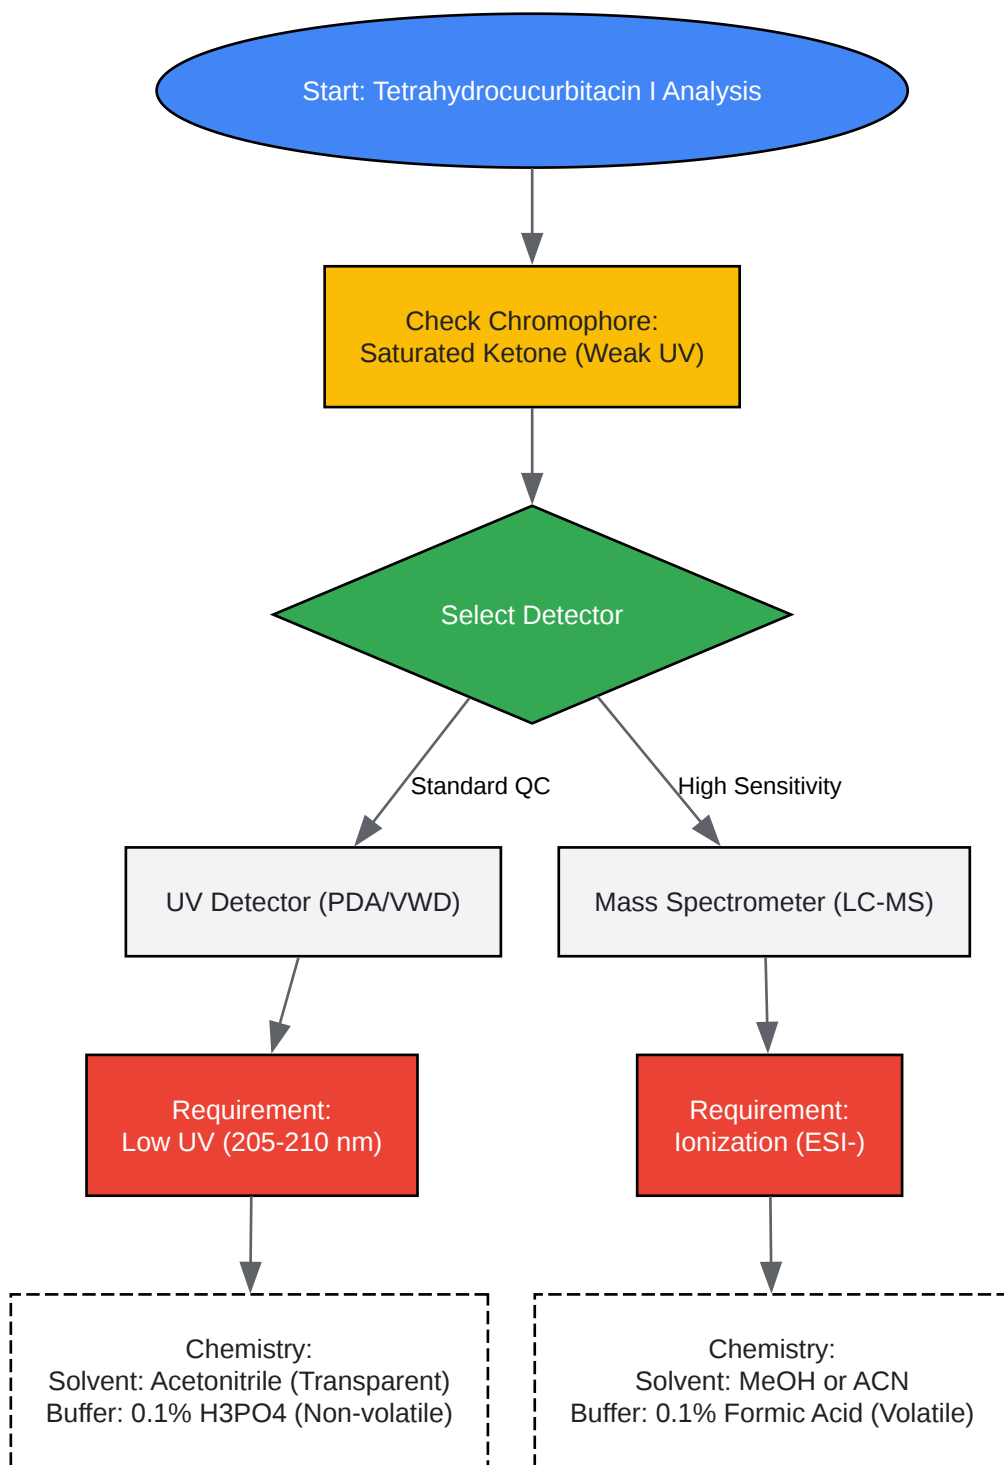 Start: Tetrahydrocucurbitacin I Analysis
Check Chromophore:
Saturated Ketone (Weak UV)
Select Detector
Standard QC
High Sensitivity
UV Detector (PDA/VWD)
Mass Spectrometer (LC-MS)
Requirement:
Low UV (205-210 nm)
Requirement:
Ionization (ESI-)
Chemistry:
Solvent: Acetonitrile (Transparent)
Buffer: 0.1% H3PO4 (Non-volatile)
Chemistry:
Solvent: MeOH or ACN
Buffer: 0.1% Formic Acid (Volatile)